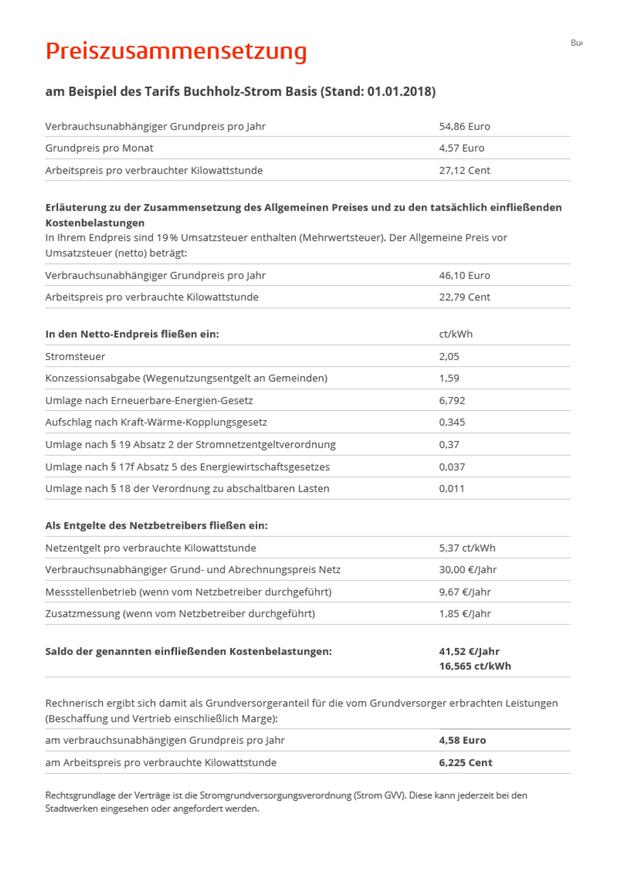 Preiszusammensetzung
am Beispiel des Tarifs Buchholz-Strom Basis (Stand: 01.01.2018)
Verbrauchsunabhängiger Grundpreis pro Jahr 54,86 Euro
Grundpreis pro Monat 4,57 Euro
Arbeitspreis pro verbrauchter Kilowattstunde 27,12 Cent
Erläuterung zu der Zusammensetzung des Allgemeinen Preises und zu den tatsächlich einfließenden
Kostenbelastungen
In Ihrem Endpreis sind 19 % Umsatzsteuer enthalten (Mehrwertsteuer). Der Allgemeine Preis vor
Umsatzsteuer (netto) beträgt:
Verbrauchsunabhängiger Grundpreis pro Jahr 46,10 Euro
Arbeitspreis pro verbrauchte Kilowattstunde 22,79 Cent
In den Netto-Endpreis fließen ein: ct/kWh
Stromsteuer 2,05
Konzessionsabgabe (Wegenutzungsentgelt an Gemeinden) 1,59
Umlage nach Erneuerbare-Energien-Gesetz 6,792
Aufschlag nach Kraft-Wärme-Kopplungsgesetz 0,345
Umlage nach § 19 Absatz 2 der Stromnetzentgeltverordnung 0,37
Umlage nach § 17f Absatz 5 des Energiewirtschaftsgesetzes 0,037
Umlage nach § 18 der Verordnung zu abschaltbaren Lasten 0,011
Als Entgelte des Netzbetreibers fließen ein:
Netzentgelt pro verbrauchte Kilowattstunde 5,37 ct/kWh
Verbrauchsunabhängiger Grund- und Abrechnungspreis Netz 30,00 €/Jahr
Messstellenbetrieb (wenn vom Netzbetreiber durchgeführt) 9,67 €/Jahr
Zusatzmessung (wenn vom Netzbetreiber durchgeführt) 1,85 €/Jahr
Saldo der genannten einfließenden Kostenbelastungen: 41,52 €/Jahr
16,565 ct/kWh
Rechnerisch ergibt sich damit als Grundversorgeranteil für die vom Grundversorger erbrachten Leistungen
(Beschaffung und Vertrieb einschließlich Marge):
am verbrauchsunabhängigen Grundpreis pro Jahr 4,58 Euro
am Arbeitspreis pro verbrauchte Kilowattstunde 6,225 Cent
Rechtsgrundlage der Verträge ist die Stromgrundversorgungsverordnung (Strom GVV). Diese kann jederzeit bei den
Stadtwerken eingesehen oder angefordert werden.